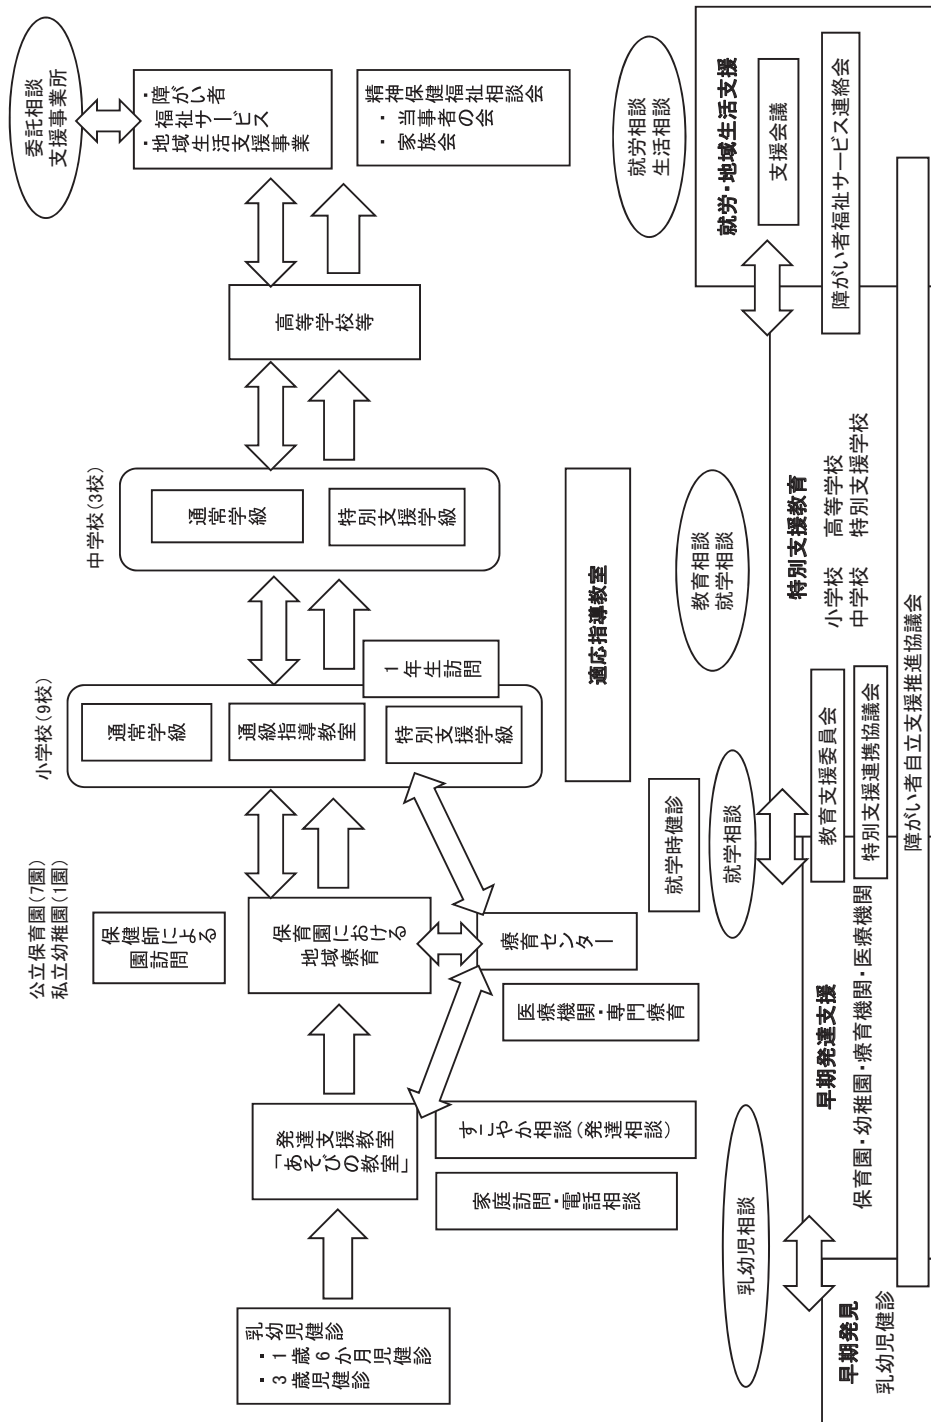 乳幼児健診
・1歳6か月児健診
・3歳児健診
発達支援教室
「あそびの教室」
すこやか相談(発達相談)
家庭訪問・電話相談
公立保育園(7園)
私立幼稚園(1園)
保健師による
園訪問
保育園における
地域療育
療育センター
医療機関・専門療育
小学校(9校)
通常学級
通級指導教室
特別支援学級
1年生訪問
中学校(3校)
通常学級
特別支援学級
適応指導教室
高等学校等
委託相談
支援事業所
・障がい者
福祉サービス
・地域生活支援事業
精神保健福祉相談会
・当事者の会
・家族会
乳幼児相談
就学時健診
就学相談
教育相談
就学相談
就労相談
生活相談
早期発見
乳幼児健診
早期発達支援
保育園・幼稚園・療育機関・医療機関
教育支援委員会
特別支援連携協議会
特別支援教育
小学校 高等学校
中学校 特別支援学校
就労・地域生活支援
支援会議
障がい者福祉サービス連絡会
障がい者自立支援推進協議会